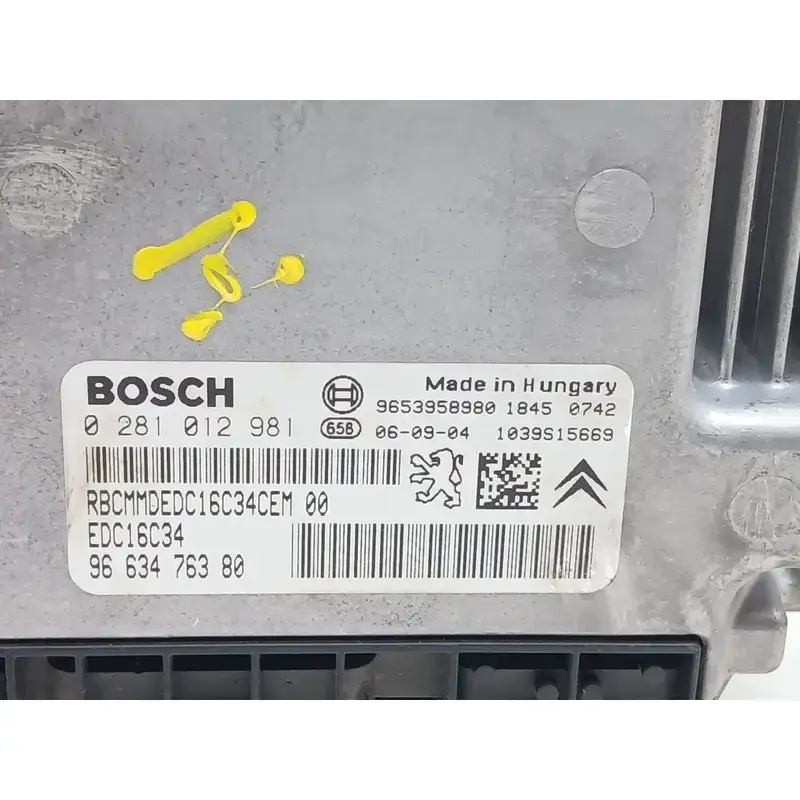 BOSCH
Made in Hungary
9653958980 1845 0742
0 281 012 981
65B
06-09-04 1039S15669
RBCMMDEDC16C34CEM 00
EDC16C34
96 634 763 80